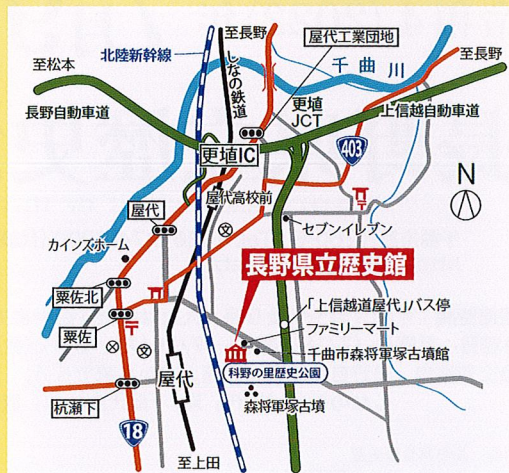 至長野
北陸新幹線
しなの鉄道
屋代工業団地
至長野
至松本
千曲川
長野自動車道
更埴
JCT
上信越自動車道
更埴IC
403
N
屋代高校前
屋代
セブンイレブン
カインズホーム
長野県立歴史館
粟佐北
「上信越道屋代」バス停
粟佐
ファミリーマート
千曲市森将軍塚古墳館
屋代
科野の里歴史公園
杭瀬下
森将軍塚古墳
18
至上田